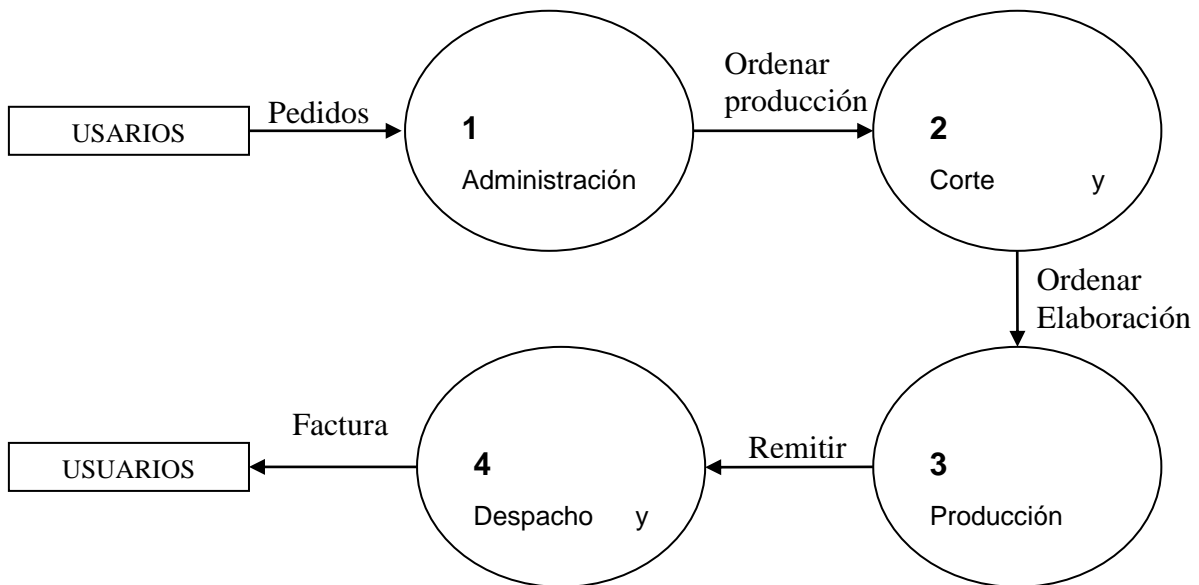 USARIOS
Pedidos
1
Administración
Ordenar
producción
2
Corte y
Ordenar
Elaboración
3
Producción
Remitir
4
Despacho y
Factura
USUARIOS